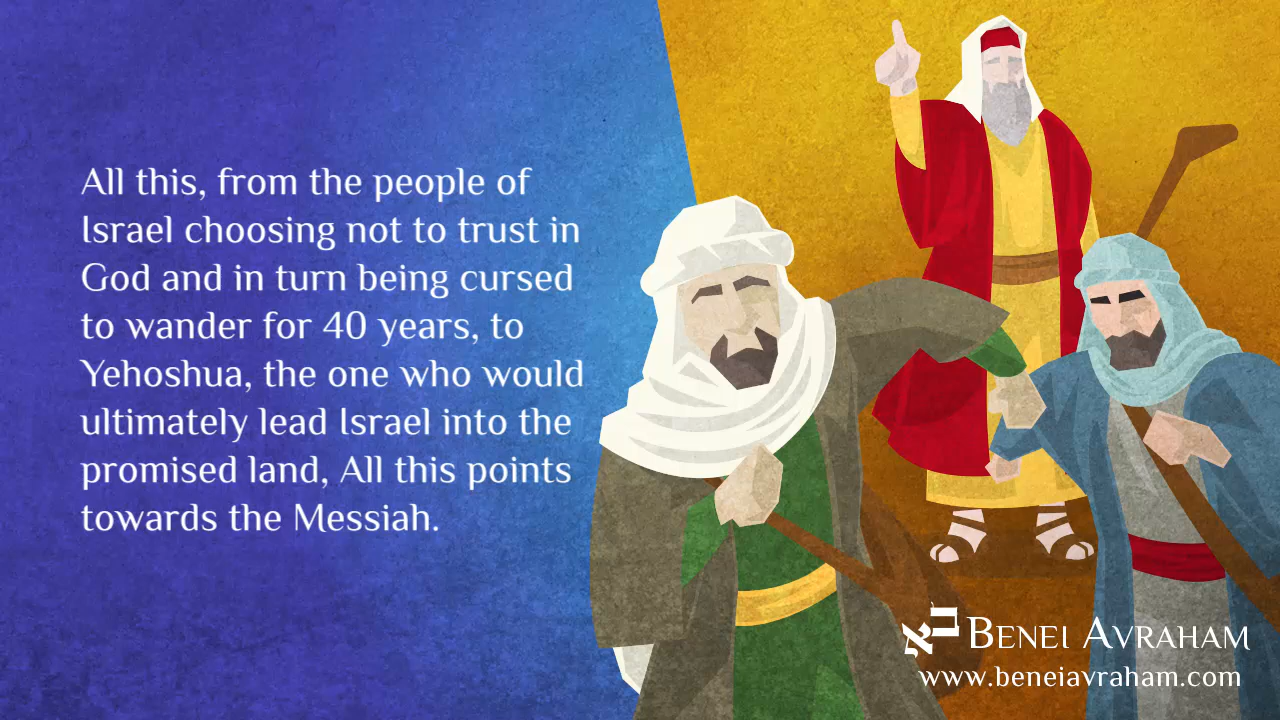 All this, from the people of
Israel choosing not to trust in
God and in turn being cursed
to wander for 40 years, to
Yehoshua, the one who would
ultimately lead Israel into the
promised land, All this points
towards the Messiah.
בא BENEI AVRAHAM
www.beneiavraham.com